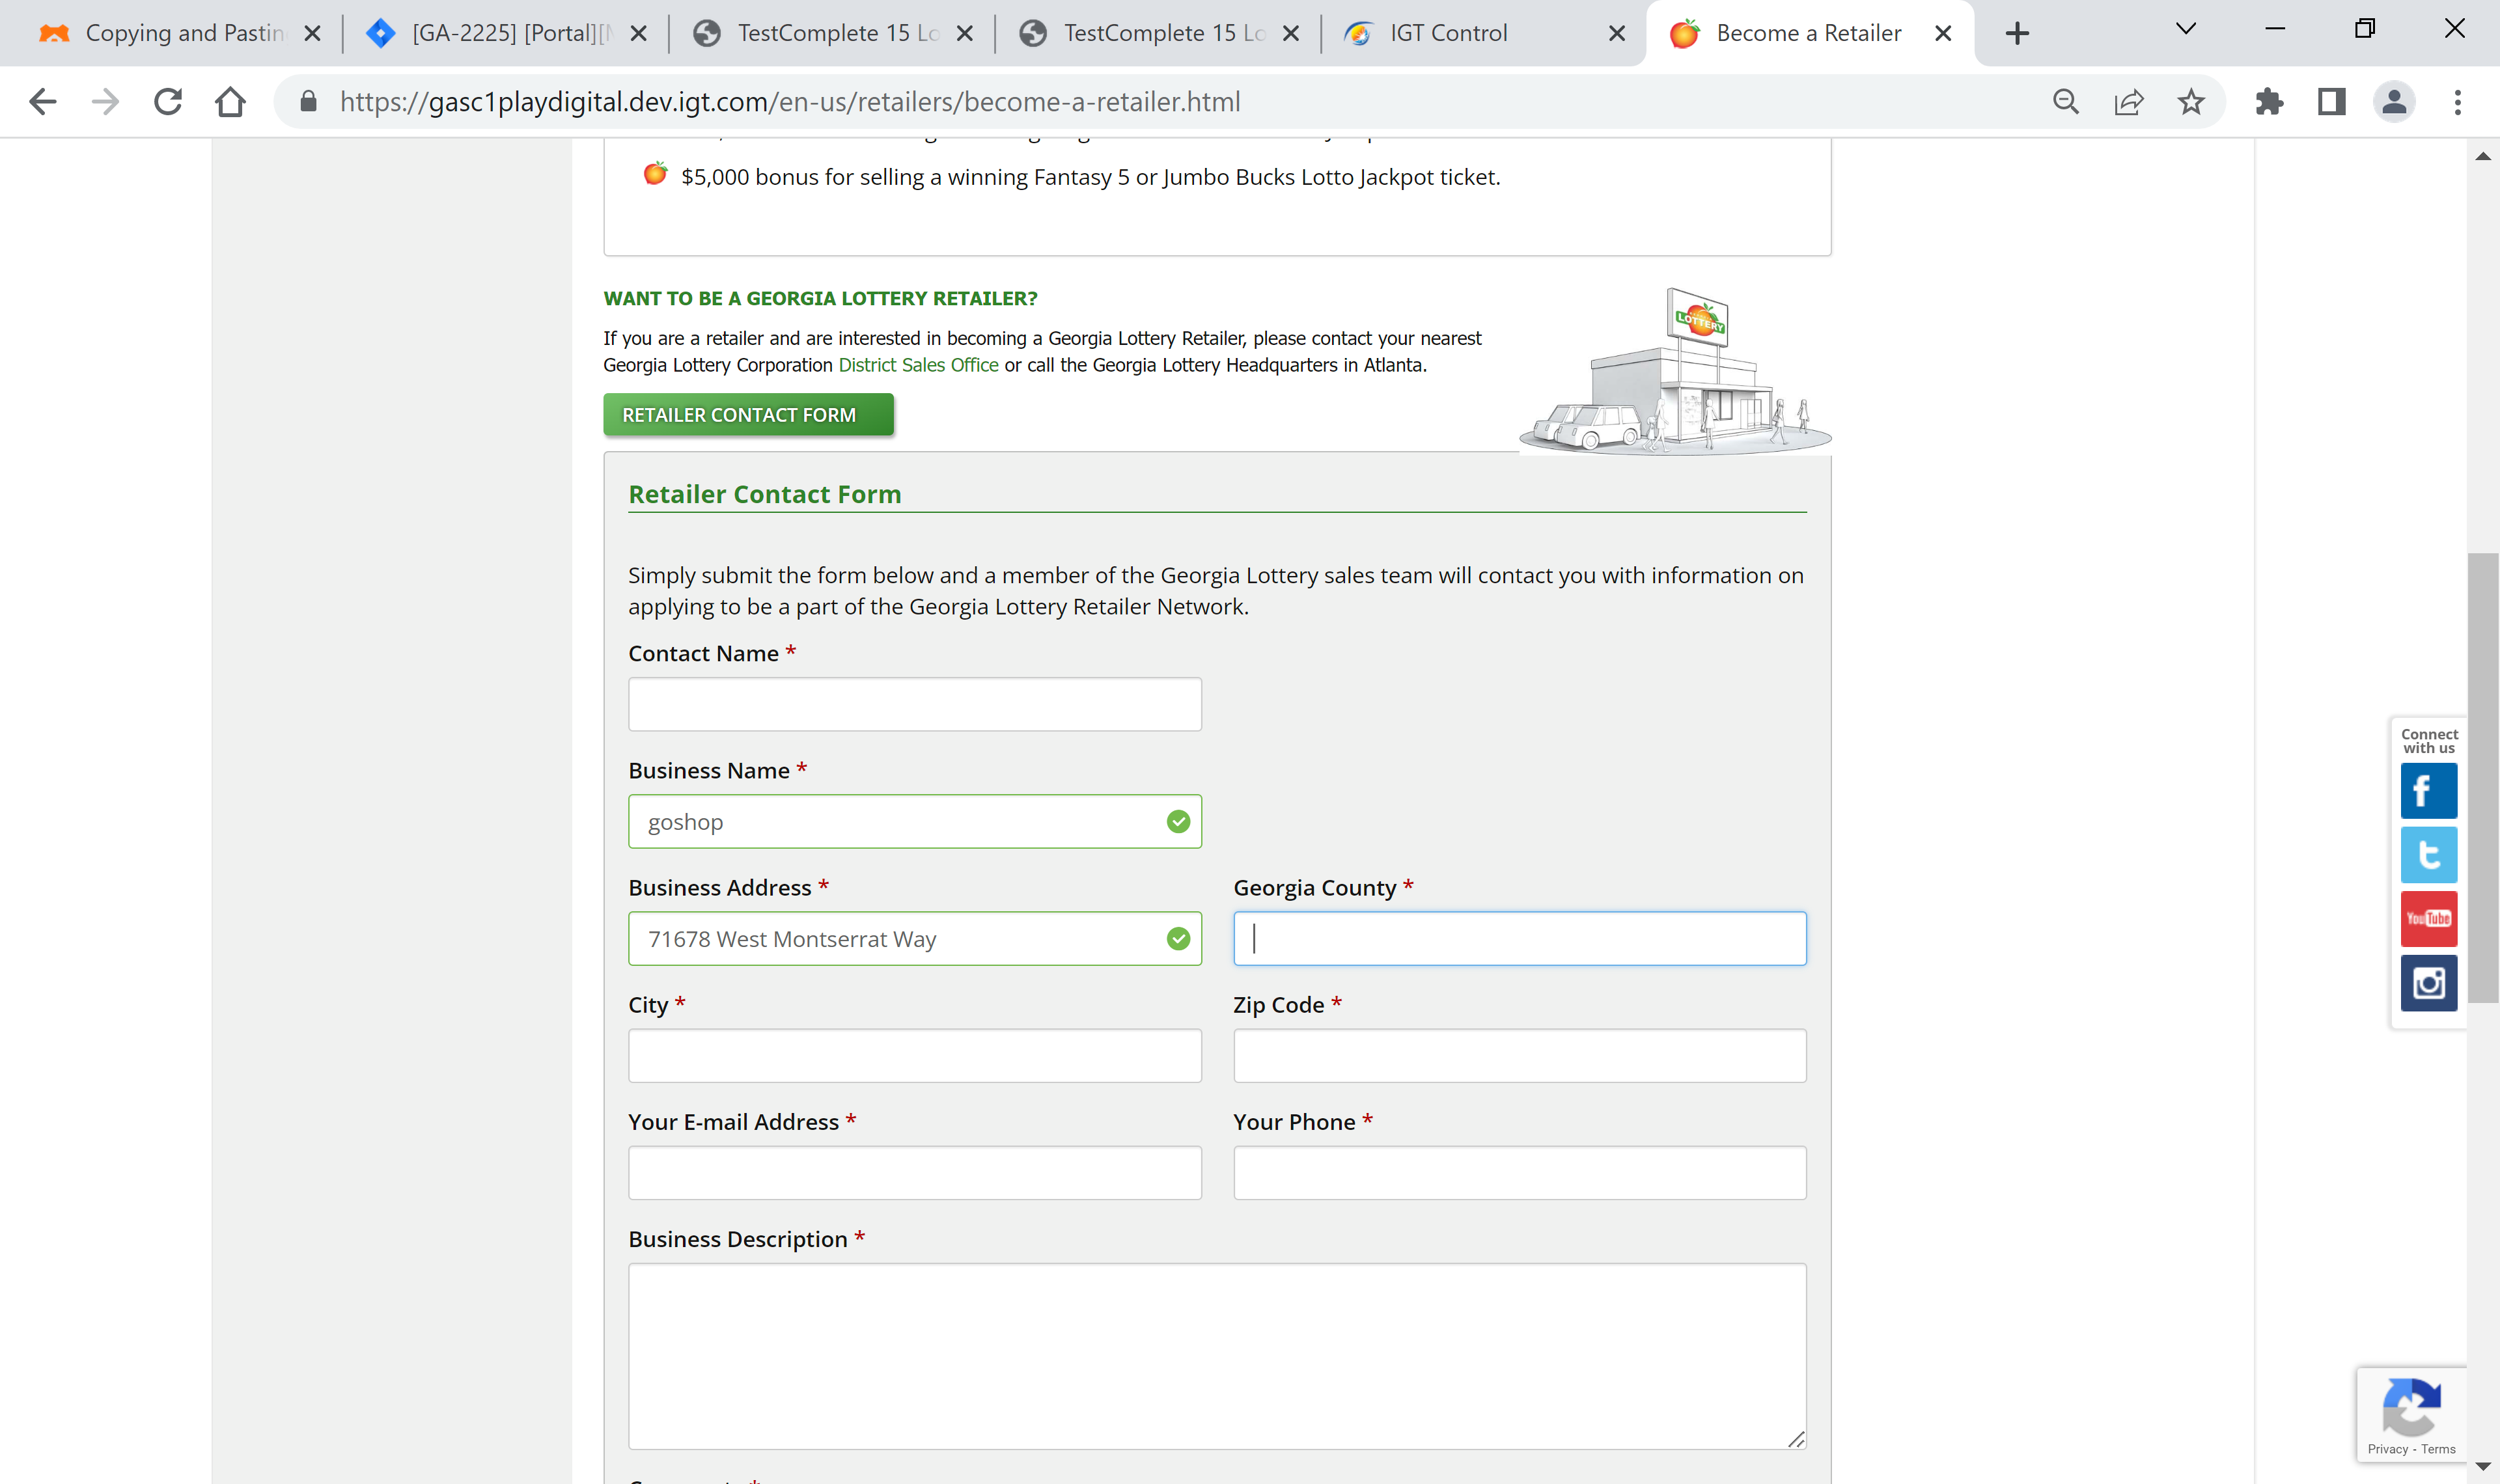 Copying and Pastin
[GA-2225] [Portal][
TestComplete 15 Lo
TestComplete 15 Lo
IGT Control
Become a Retailer
https://gasc1playdigital.dev.igt.com/en-us/retailers/become-a-retailer.html
$5,000 bonus for selling a winning Fantasy 5 or Jumbo Bucks Lotto Jackpot ticket.
WANT TO BE A GEORGIA LOTTERY RETAILER?
If you are a retailer and are interested in becoming a Georgia Lottery Retailer, please contact your nearest
Georgia Lottery Corporation District Sales Office or call the Georgia Lottery Headquarters in Atlanta.
LOTTERY
RETAILER CONTACT FORM
Retailer Contact Form
Simply submit the form below and a member of the Georgia Lottery sales team will contact you with information on
applying to be a part of the Georgia Lottery Retailer Network.
Contact Name *
Business Name *
goshop
Business Address *
Georgia County *
71678 West Montserrat Way
City *
Zip Code *
Your E-mail Address *
Your Phone *
Business Description *
Connect
with us
YouTube
Privacy - Terms